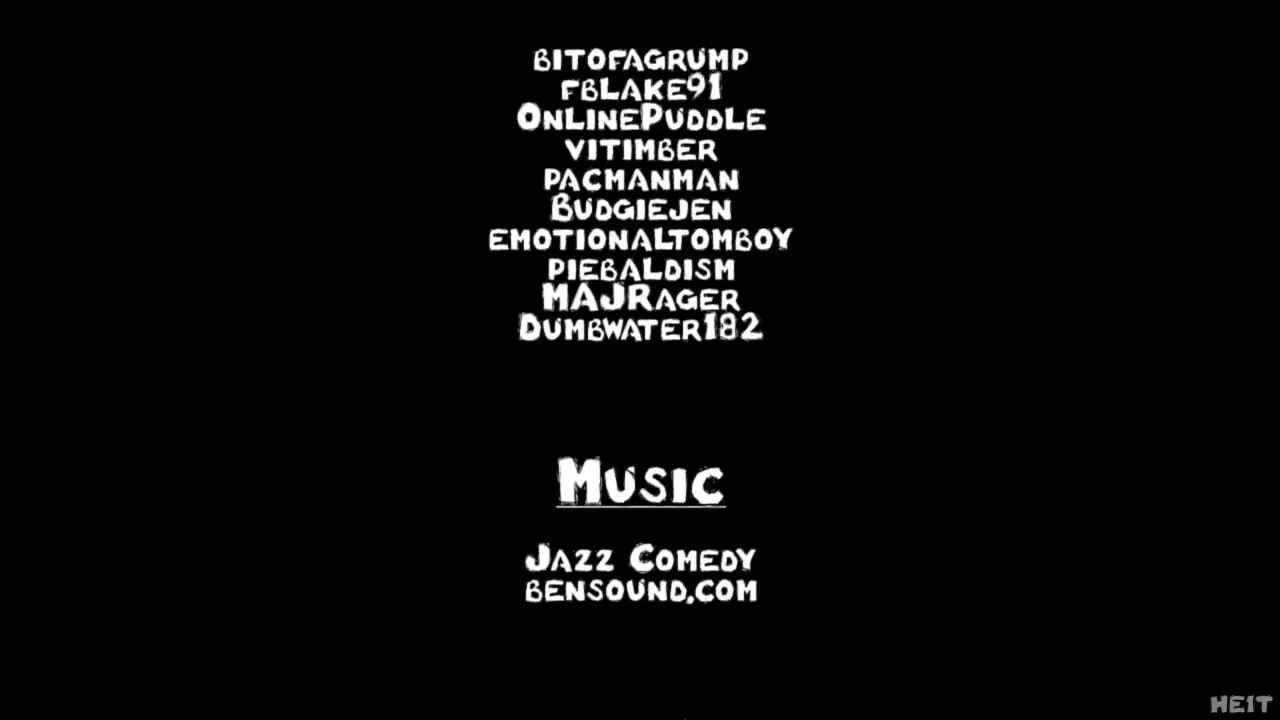 BITOFAGRUMP
FBLAKE91
ONLINEPUDDLE
VITIMBER
PACMANMAN
BUDGIEJEN
EMOTIONALTOMBOY
PIEBALDISM
MAJRAGER
DUMBWATER182
MUSIC
JAZZ COMEDY
BENSOUND.COM
HEIT